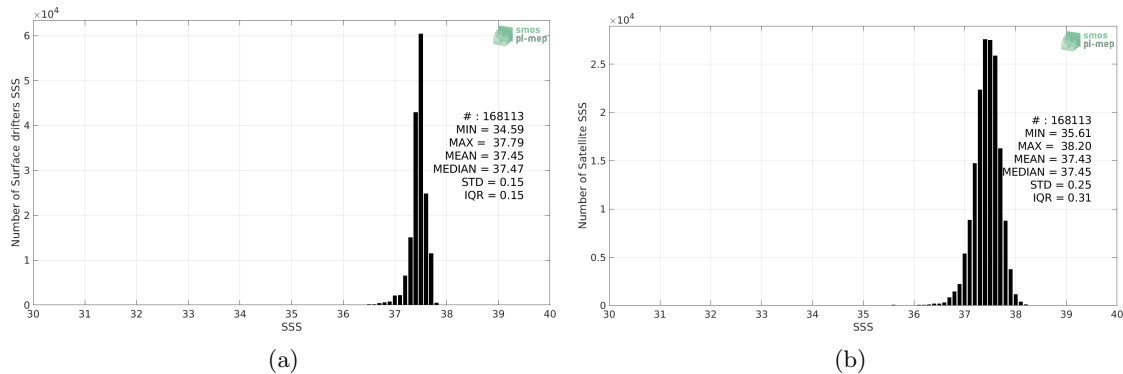 ×10⁴
6
5
4
3
2
1
0
Number of Surface drifters SSS
smos
pi-mep
# : 168113
MIN = 34.59
MAX = 37.79
MEAN = 37.45
MEDIAN = 37.47
STD = 0.15
IQR = 0.15
30 31 32 33 34 35 36 37 38 39 40
SSS
(a)
×10⁴
2.5
2
1.5
1
0.5
0
Number of Satellite SSS
smos
pi-mep
# : 168113
MIN = 35.61
MAX = 38.20
MEAN = 37.43
MEDIAN = 37.45
STD = 0.25
IQR = 0.31
30 31 32 33 34 35 36 37 38 39 40
SSS
(b)